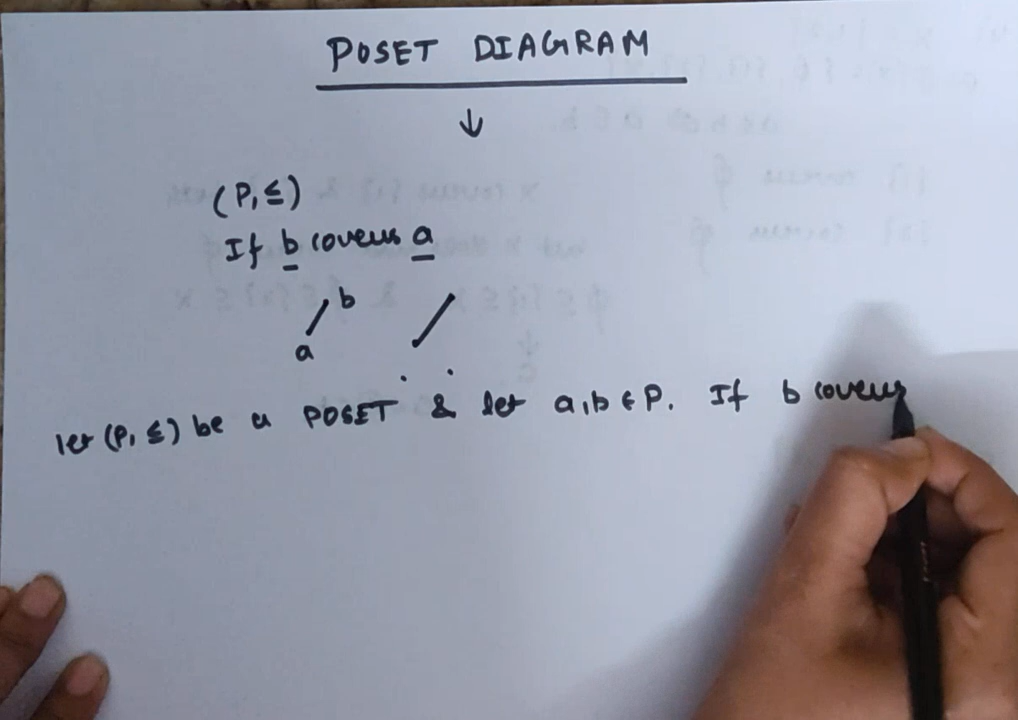 POSET DIAGRAM
↓
(P, ≤)
If b covers a
b
a
let (P, ≤) be a POSET & let a, b ∈ P. If b covers